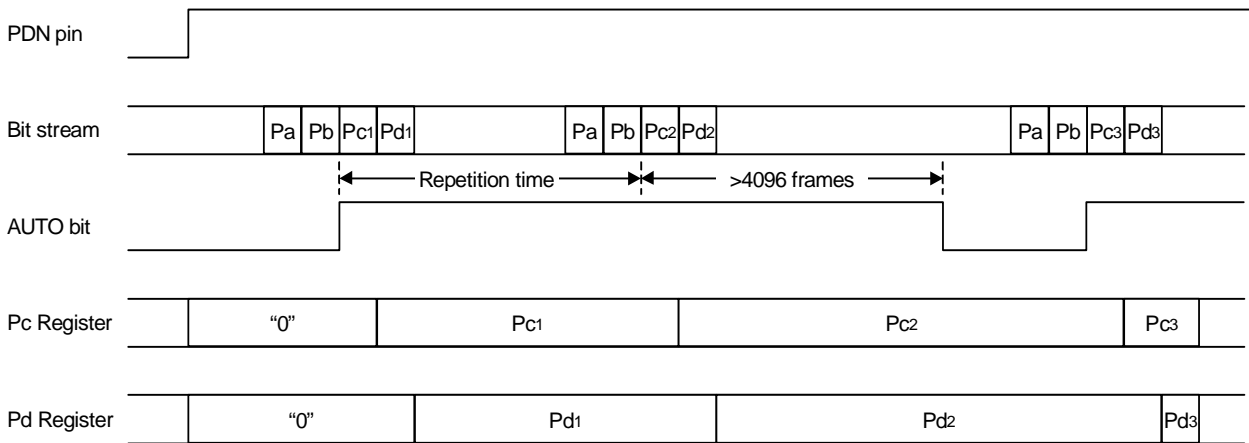 PDN pin
Bit stream Pa Pb Pc1 Pd1 Pa Pb Pc2 Pd2 Pa Pb Pc3 Pd3
Repetition time >4096 frames
AUTO bit
Pc Register “0” Pc1 Pc2 Pc3
Pd Register “0” Pd1 Pd2 Pd3